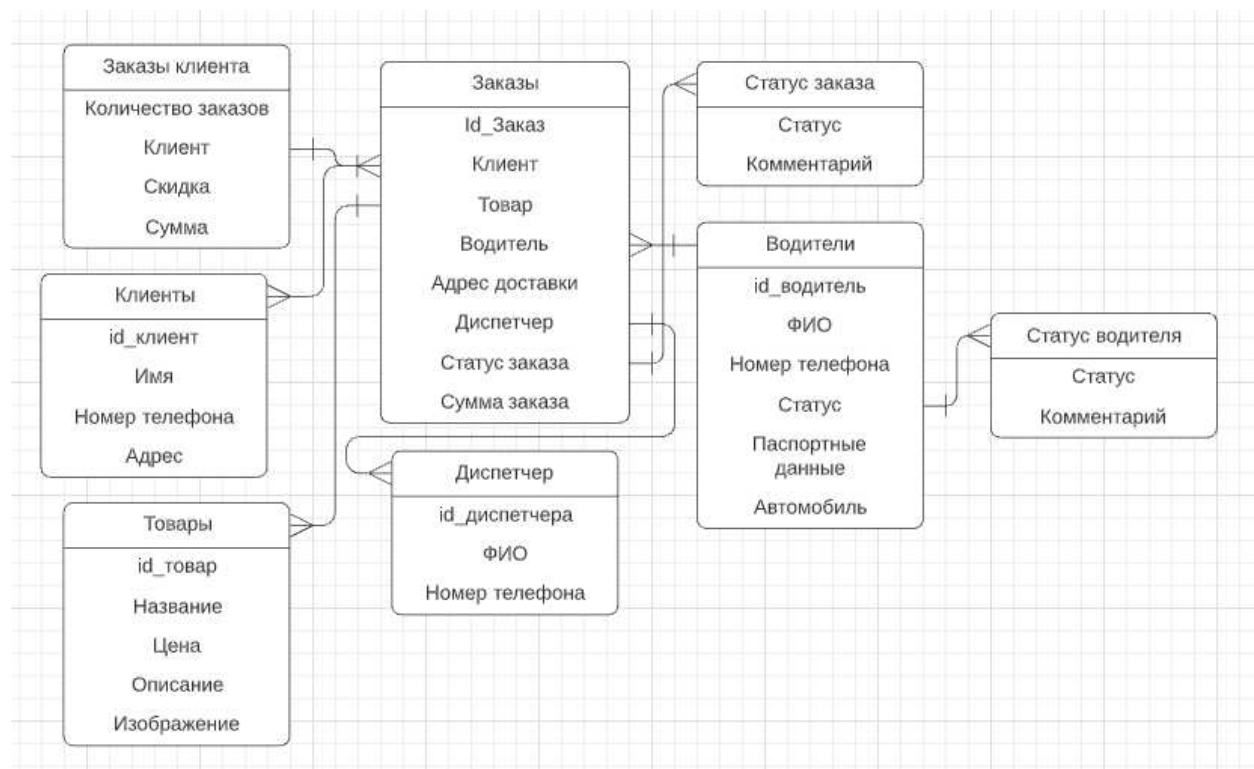 Заказы клиента
Количество заказов
Клиент
Скидка
Сумма
Клиенты
id_клиент
Имя
Номер телефона
Адрес
Товары
id_товар
Название
Цена
Описание
Изображение
Заказы
Id_Заказ
Клиент
Товар
Водитель
Адрес доставки
Диспетчер
Статус заказа
Сумма заказа
Диспетчер
id_диспетчера
ФИО
Номер телефона
Статус заказа
Статус
Комментарий
Водители
id_водитель
ФИО
Номер телефона
Статус
Паспортные
данные
Автомобиль
Статус водителя
Статус
Комментарий